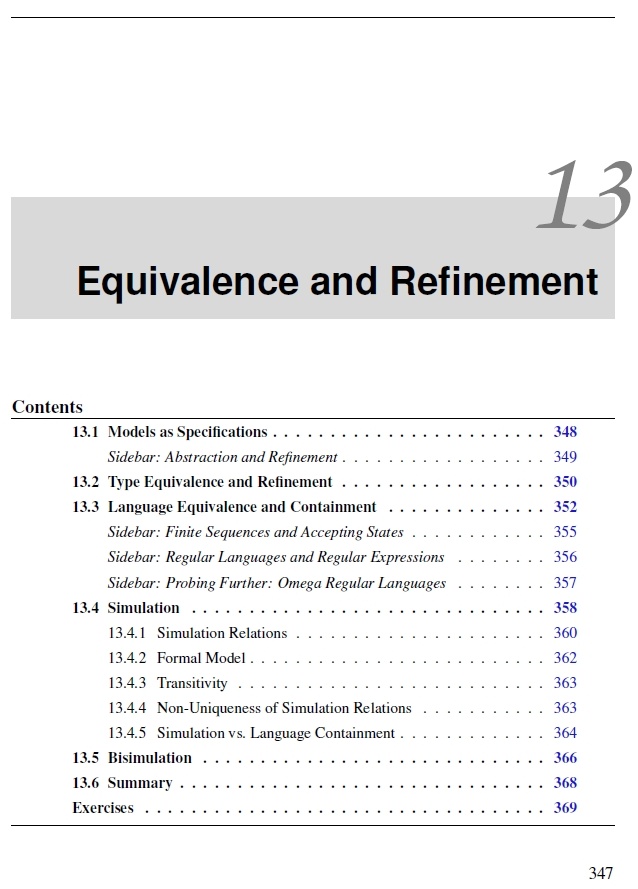 13
Equivalence and Refinement
Contents
13.1 Models as Specifications . . . . . . . . . . . . . . . . . . . . . . . . 348
Sidebar: Abstraction and Refinement . . . . . . . . . . . . . . . . . . 349
13.2 Type Equivalence and Refinement . . . . . . . . . . . . . . . . . . 350
13.3 Language Equivalence and Containment . . . . . . . . . . . . . . 352
Sidebar: Finite Sequences and Accepting States . . . . . . . . . . . . 355
Sidebar: Regular Languages and Regular Expressions . . . . . . . . 356
Sidebar: Probing Further: Omega Regular Languages . . . . . . . . 357
13.4 Simulation . . . . . . . . . . . . . . . . . . . . . . . . . . . . . . . 358
13.4.1 Simulation Relations . . . . . . . . . . . . . . . . . . . . . . 360
13.4.2 Formal Model . . . . . . . . . . . . . . . . . . . . . . . . . . 362
13.4.3 Transitivity . . . . . . . . . . . . . . . . . . . . . . . . . . . 363
13.4.4 Non-Uniqueness of Simulation Relations . . . . . . . . . . . 363
13.4.5 Simulation vs. Language Containment . . . . . . . . . . . . . 364
13.5 Bisimulation . . . . . . . . . . . . . . . . . . . . . . . . . . . . . . 366
13.6 Summary . . . . . . . . . . . . . . . . . . . . . . . . . . . . . . . . 368
Exercises . . . . . . . . . . . . . . . . . . . . . . . . . . . . . . . . . . . 369
347